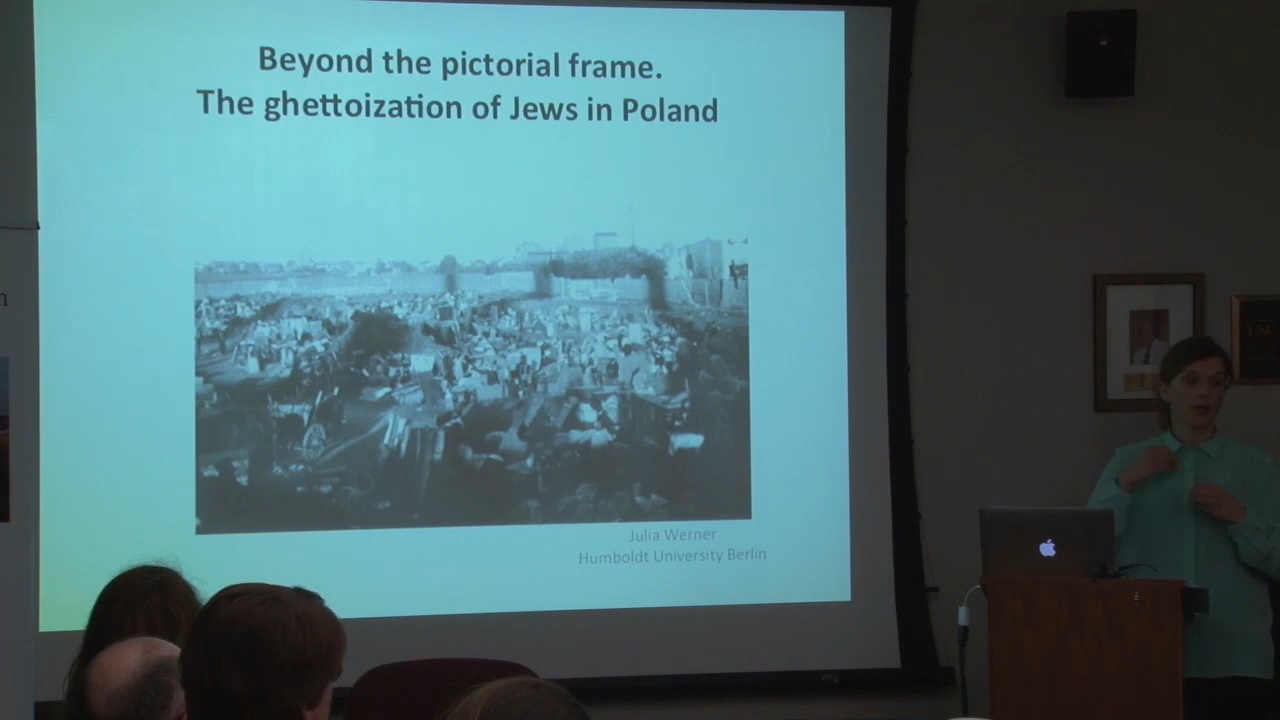 Beyond the pictorial frame.
The ghettoization of Jews in Poland
Julia Werner
Humboldt University Berlin